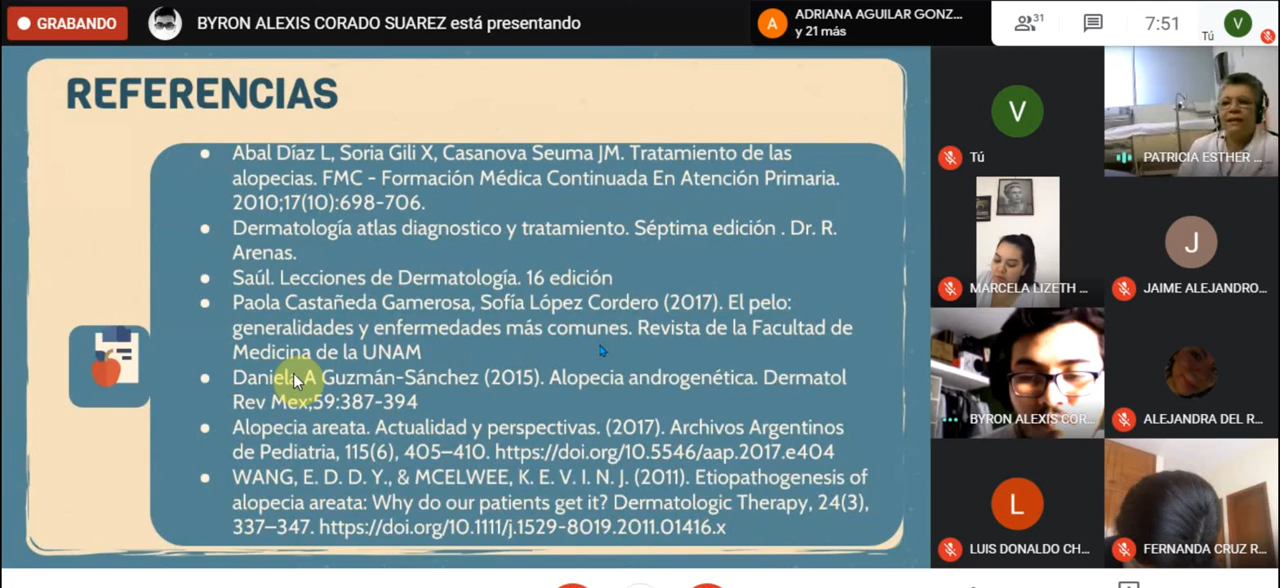 GRABANDO
BYRON ALEXIS CORADO SUAREZ está presentando
A
ADRIANA AGUILAR GONZ...
y 21 más
31
7:51
Tú
V
REFERENCIAS
Abal Díaz L, Soria Gili X, Casanova Seuma JM. Tratamiento de las
alopecias. FMC - Formación Médica Continuada En Atención Primaria.
2010;17(10):698-706.
Dermatología atlas diagnostico y tratamiento. Séptima edición . Dr. R.
Arenas.
Saúl. Lecciones de Dermatología. 16 edición
Paola Castañeda Gamerosa, Sofía López Cordero (2017). El pelo:
generalidades y enfermedades más comunes. Revista de la Facultad de
Medicina de la UNAM
Daniela A Guzmán-Sánchez (2015). Alopecia androgenética. Dermatol
Rev Mex;59:387-394
Alopecia areata. Actualidad y perspectivas. (2017). Archivos Argentinos
de Pediatria, 115(6), 405–410. https://doi.org/10.5546/aap.2017.e404
WANG, E. D. D. Y., & MCELWEE, K. E. V. I. N. J. (2011). Etiopathogenesis of
alopecia areata: Why do our patients get it? Dermatologic Therapy, 24(3),
337–347. https://doi.org/10.1111/j.1529-8019.2011.01416.x
V
Tú
PATRICIA ESTHER ...
MARCELA LIZETH ...
J
JAIME ALEJANDRO...
BYRON ALEXIS COR...
ALEJANDRA DEL R...
L
LUIS DONALDO CH...
FERNANDA CRUZ R...